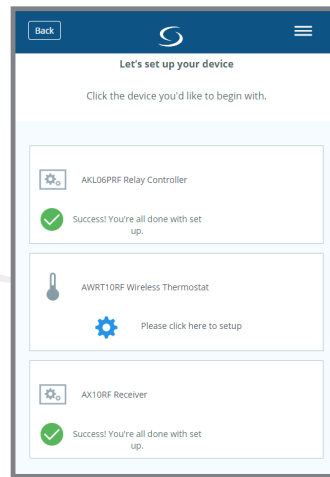 Back
Let's set up your device
Click the device you'd like to begin with.
AKL06PRF Relay Controller
Success! You're all done with set
up.
AWRT10RF Wireless Thermostat
Please click here to setup
AX10RF Receiver
Success! You're all done with set
up.